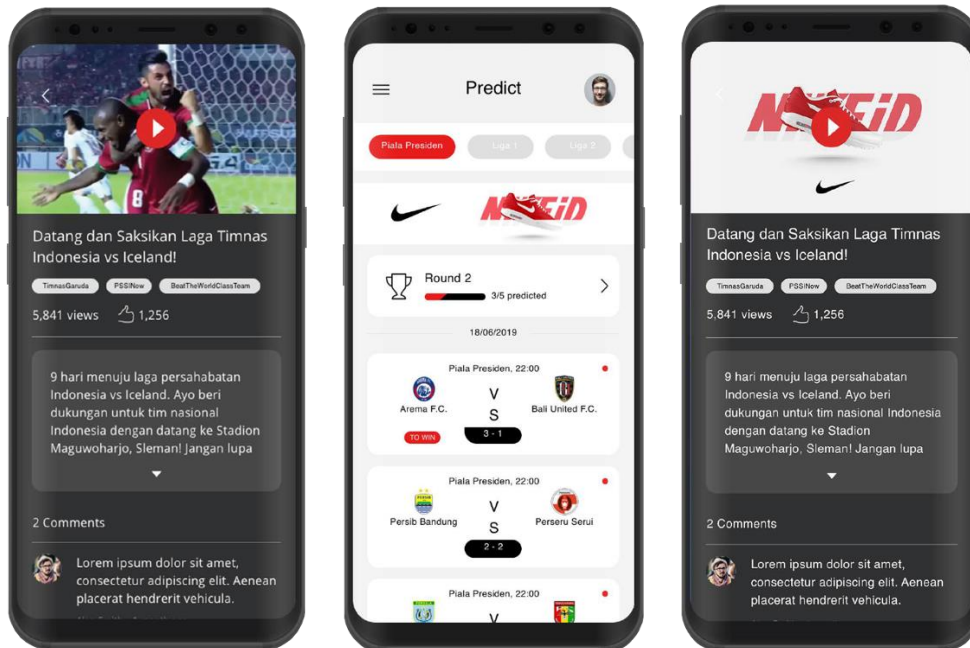 8
4G
Datang dan Saksikan Laga Timnas
Indonesia vs Iceland!
TimnasGaruda PSSINow BeatTheWorldClassTeam
5,841 views 1,256
9 hari menuju laga persahabatan
Indonesia vs Iceland. Ayo beri
dukungan untuk tim nasional
Indonesia dengan datang ke Stadion
Maguwoharjo, Sleman! Jangan lupa
2 Comments
Lorem ipsum dolor sit amet,
consectetur adipiscing elit. Aenean
placerat hendrerit vehicula.
Predict
Piala Presiden Liga 1 Liga 2
NIKEiD
Round 2
3/5 predicted
18/06/2019
Piala Presiden, 22:00
Arema F.C. V S Bali United F.C.
TO WIN 3 - 1
Piala Presiden, 22:00
Persib Bandung V S Perseru Serui
2 - 2
Piala Presiden, 22:00
V
NIKEiD
Datang dan Saksikan Laga Timnas
Indonesia vs Iceland!
TimnasGaruda PSSINow BeatTheWorldClassTeam
5,841 views 1,256
9 hari menuju laga persahabatan
Indonesia vs Iceland. Ayo beri
dukungan untuk tim nasional
Indonesia dengan datang ke Stadion
Maguwoharjo, Sleman! Jangan lupa
2 Comments
Lorem ipsum dolor sit amet,
consectetur adipiscing elit. Aenean
placerat hendrerit vehicula.